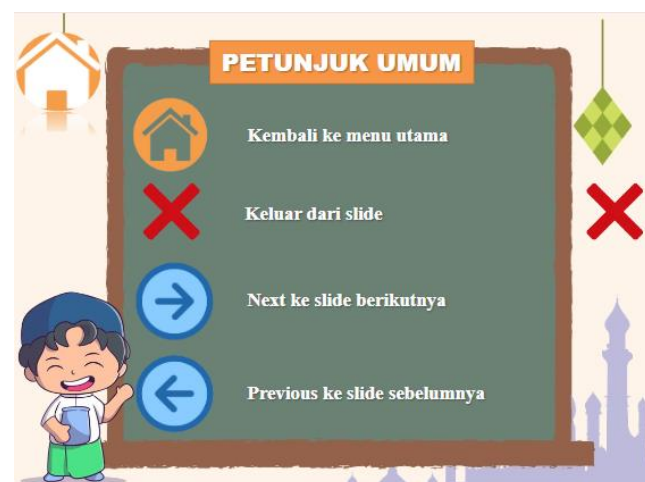 PETUNJUK UMUM
Kembali ke menu utama
Keluar dari slide
Next ke slide berikutnya
Previous ke slide sebelumnya